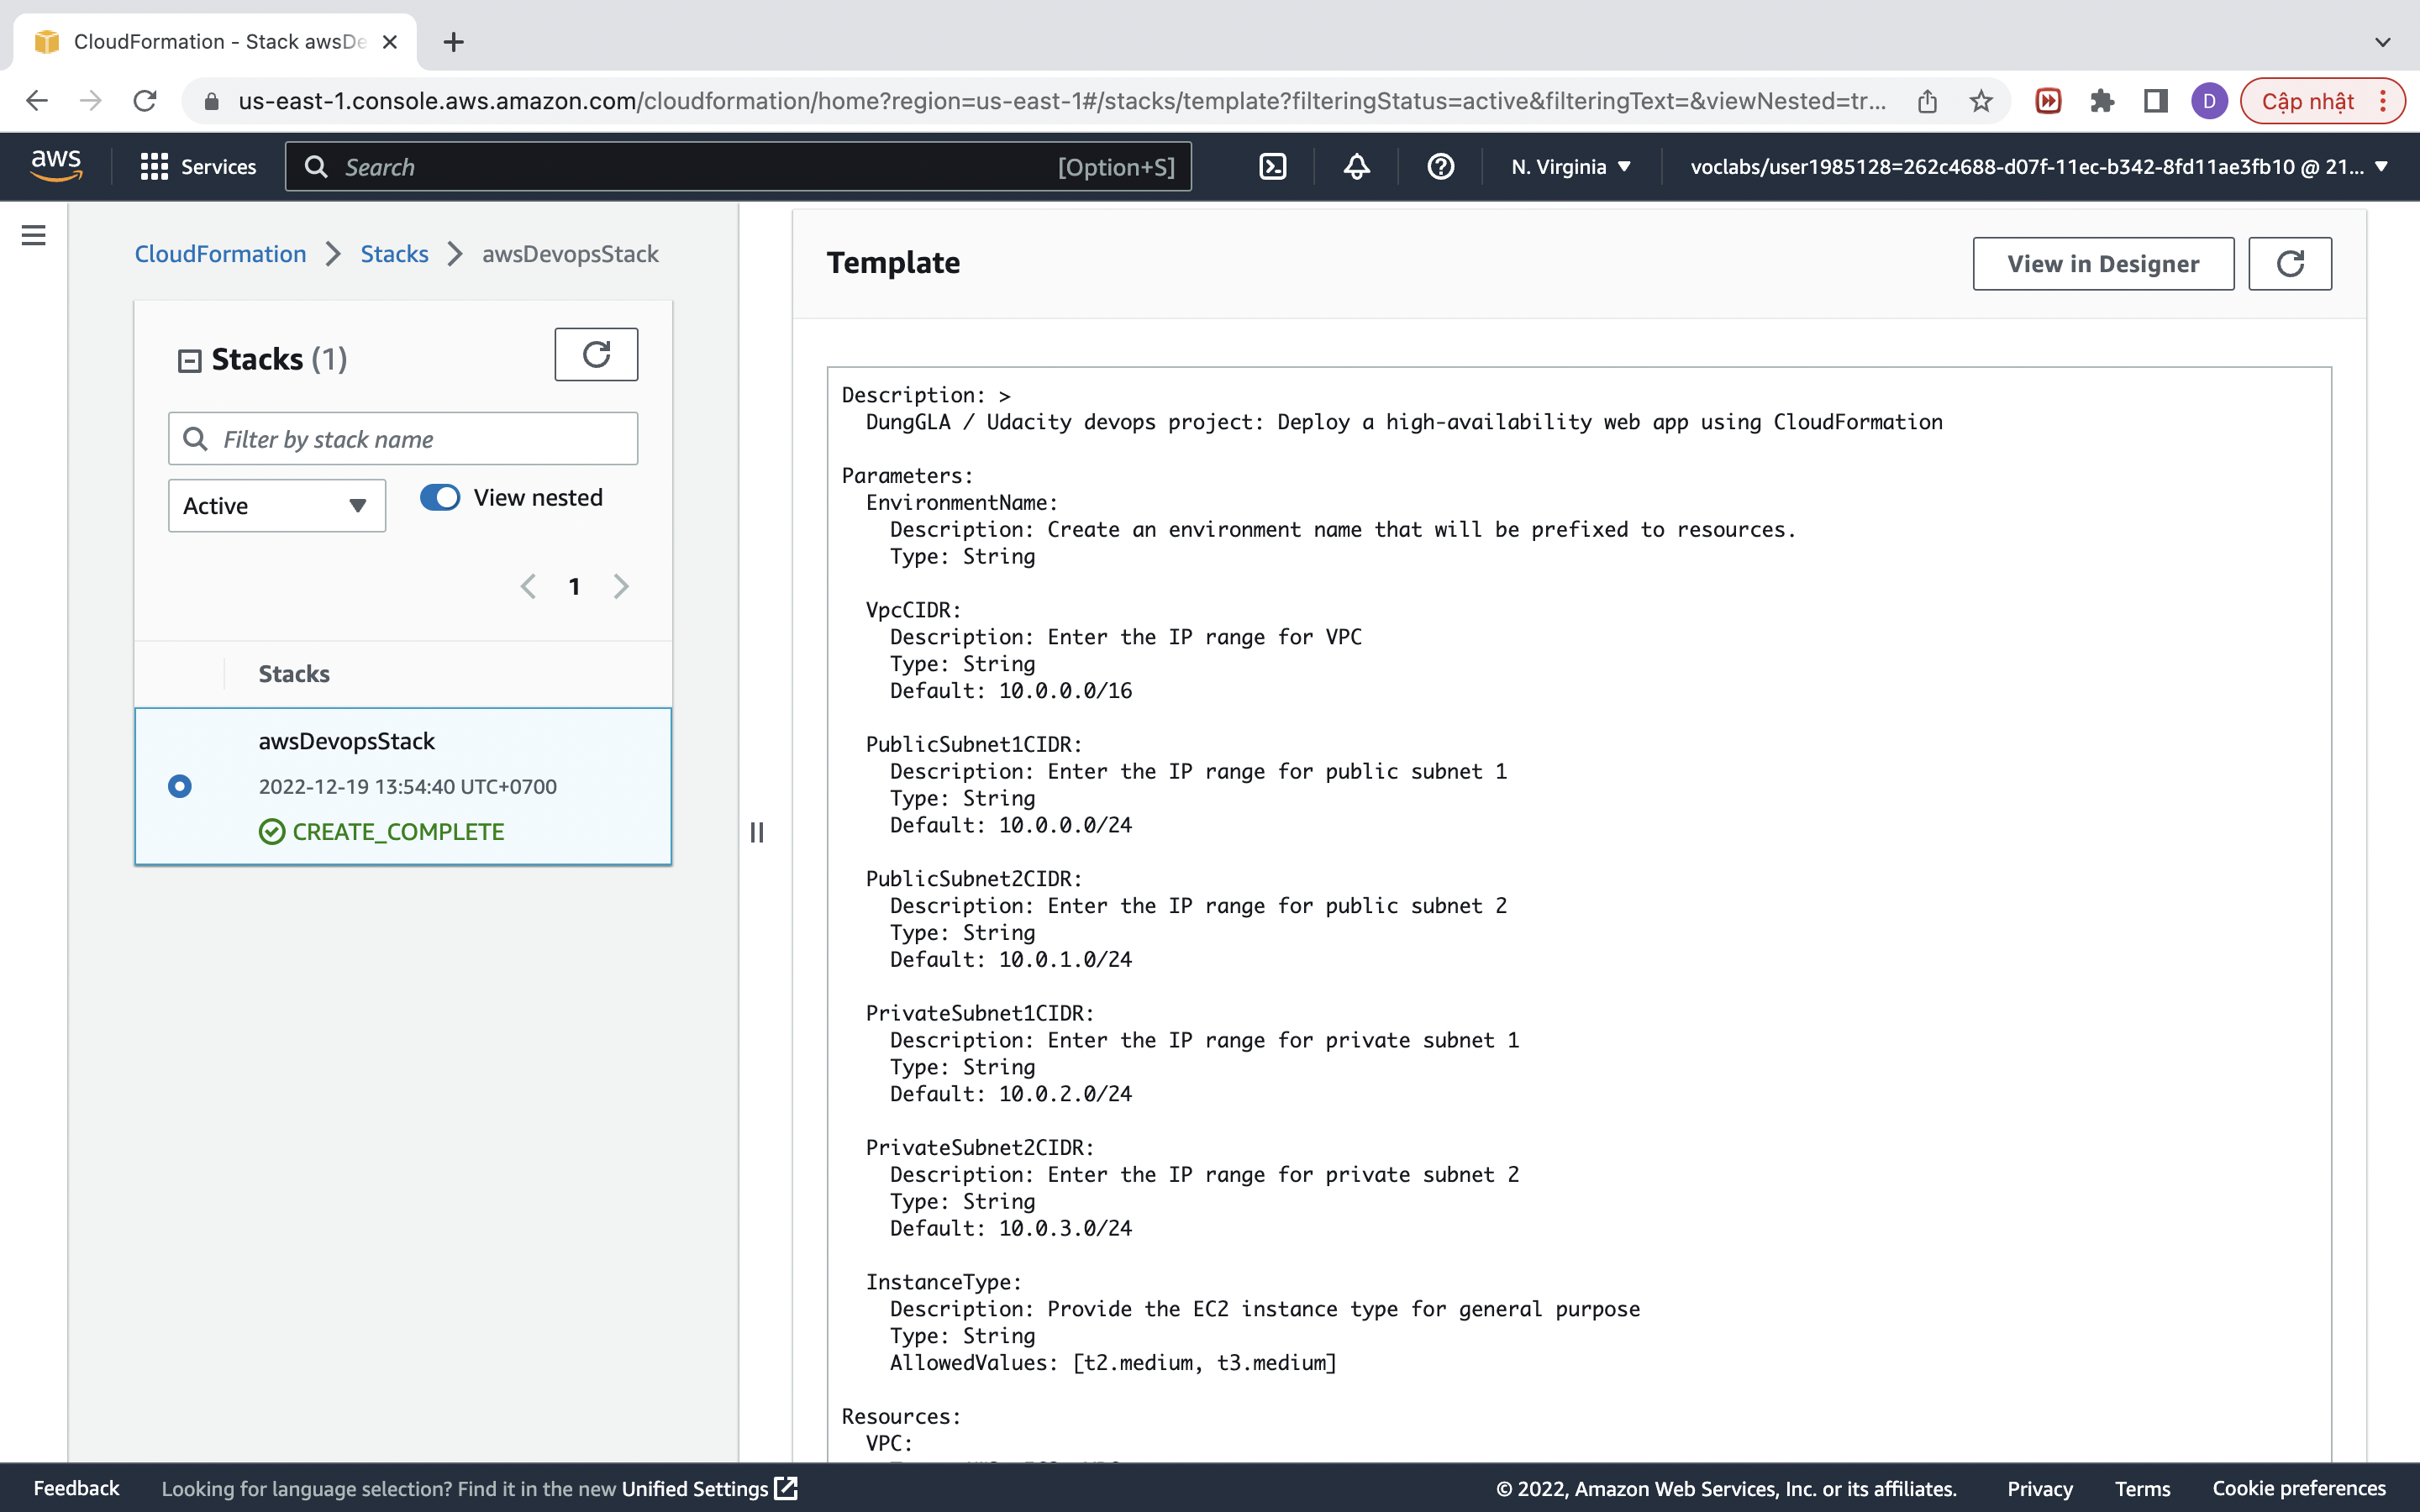 CloudFormation - Stack awsDe
us-east-1.console.aws.amazon.com/cloudformation/home?region=us-east-1#/stacks/template?filteringStatus=active&filteringText=&viewNested=tr...
D
Cập nhật
aws
Services
Search
[Option+S]
N. Virginia
voclabs/user1985128=262c4688-d07f-11ec-b342-8fd11ae3fb10 @ 21...
CloudFormation
Stacks
awsDevopsStack
Stacks (1)
Filter by stack name
Active
View nested
1
Stacks
awsDevopsStack
2022-12-19 13:54:40 UTC+0700
CREATE_COMPLETE
Template
View in Designer
Description: >
DungGLA / Udacity devops project: Deploy a high-availability web app using CloudFormation
Parameters:
EnvironmentName:
Description: Create an environment name that will be prefixed to resources.
Type: String
VpcCIDR:
Description: Enter the IP range for VPC
Type: String
Default: 10.0.0.0/16
PublicSubnet1CIDR:
Description: Enter the IP range for public subnet 1
Type: String
Default: 10.0.0.0/24
PublicSubnet2CIDR:
Description: Enter the IP range for public subnet 2
Type: String
Default: 10.0.1.0/24
PrivateSubnet1CIDR:
Description: Enter the IP range for private subnet 1
Type: String
Default: 10.0.2.0/24
PrivateSubnet2CIDR:
Description: Enter the IP range for private subnet 2
Type: String
Default: 10.0.3.0/24
InstanceType:
Description: Provide the EC2 instance type for general purpose
Type: String
AllowedValues: [t2.medium, t3.medium]
Resources:
VPC:
Feedback
Looking for language selection? Find it in the new Unified Settings
© 2022, Amazon Web Services, Inc. or its affiliates.
Privacy
Terms
Cookie preferences